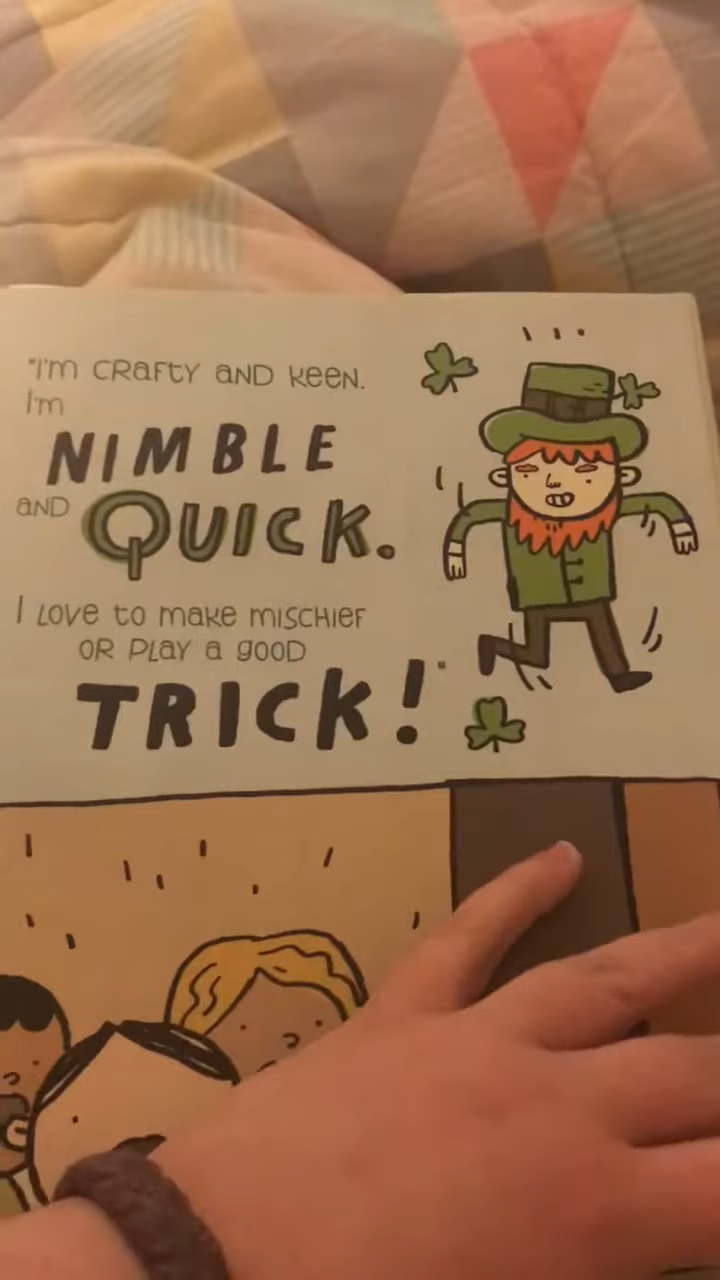 "I'm CRAFTY AND KEEN.
I'm
NIMBLE
AND QUICK.
I LOVE TO MAKE MISCHIEF
OR PLAY A GOOD
TRICK!"